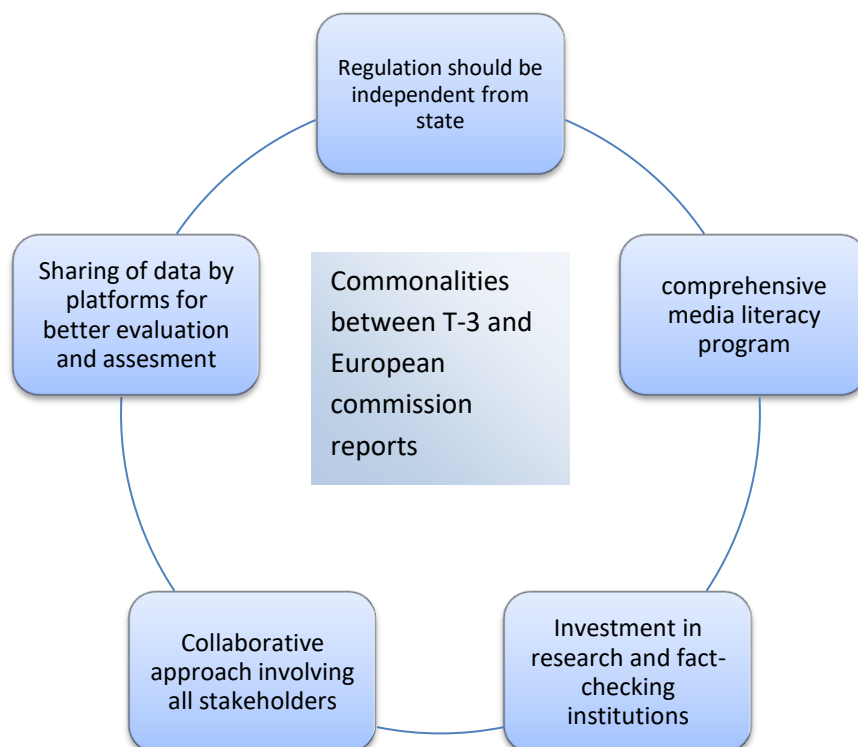 Regulation should be
independent from
state
Sharing of data by
platforms for
better evaluation
and assesment
Commonalities
between T-3 and
European
commission
reports
comprehensive
media literacy
program
Collaborative
approach involving
all stakeholders
Investment in
research and fact-
checking
institutions